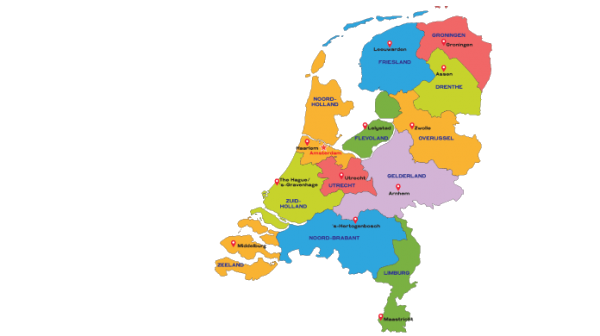 GRONINGEN
Groningen
Leeuwarden
FRIESLAND
Assen
DRENTHE
NOORD-
HOLLAND
Lelystad
FLEVOLAND
Zwolle
OVERIJSSEL
Haarlem
Amsterdam
The Hague/
's-Gravenhage
Utrecht
UTRECHT
GELDERLAND
Arnhem
ZUID-
HOLLAND
's-Hertogenbosch
NOORD-BRABANT
Middelburg
ZEELAND
LIMBURG
Maastricht